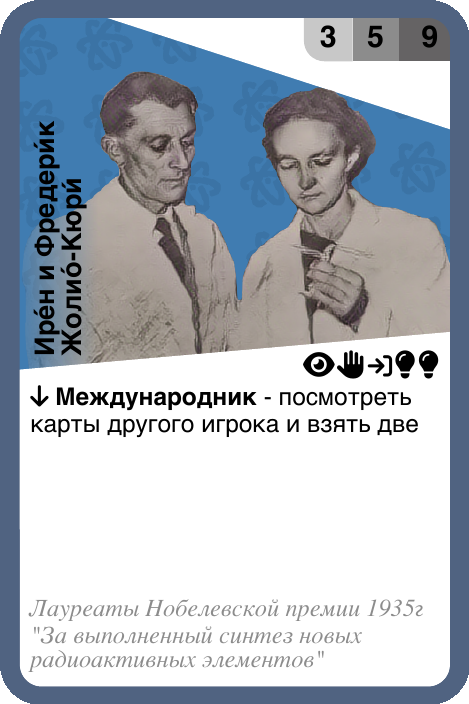 3 5 9
Ирéн и Фредерúк
Жолиó-Кюрú
↓ Международник - посмотреть
карты другого игрока и взять две
Лауреаты Нобелевской премии 1935г
"За выполненный синтез новых
радиоактивных элементов"